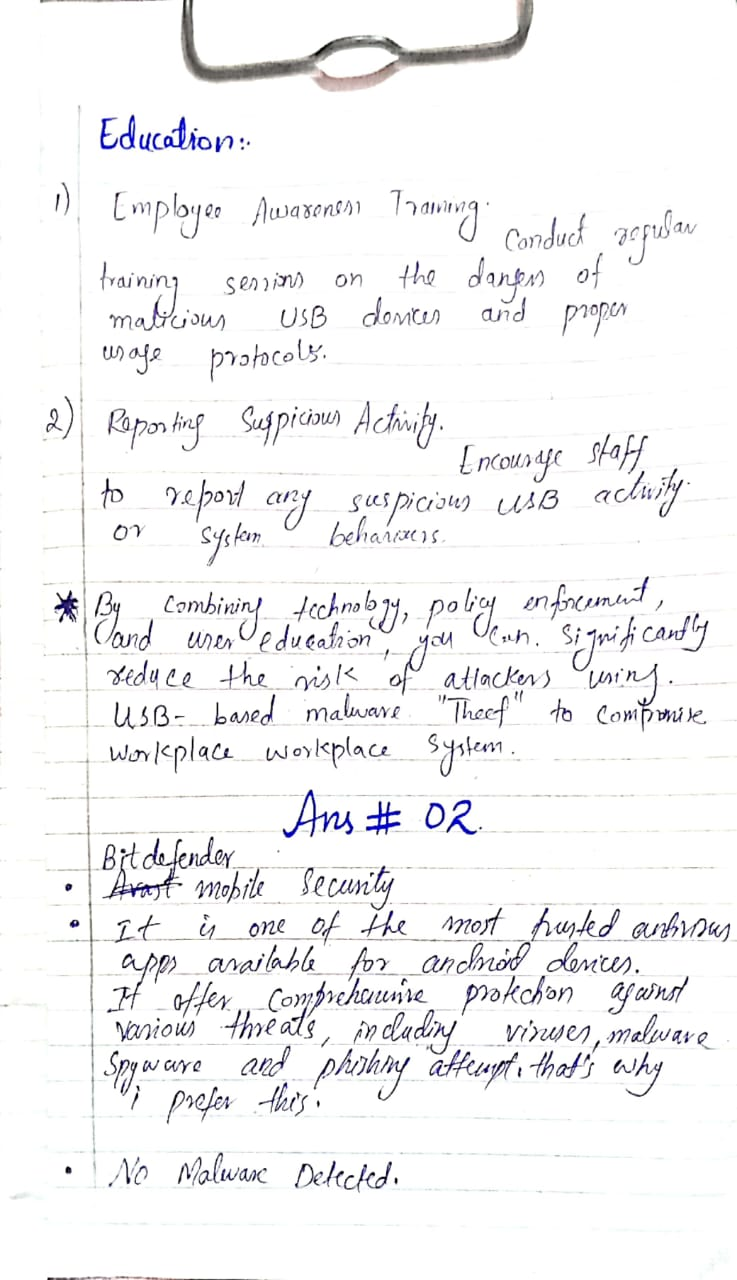 Education:-
1) Employee Awareness Training.
Conduct regular
training sessions on the dangers of
malicious USB devices and proper
usage protocols.
2) Reporting Suspicious Activity.
Encourage staff
to report any suspicious USB activity.
or system behaviors.
* By Combining technology, policy enforcement,
and user education, you can. Significantly
reduce the risk of attackers using.
USB- based malware "Theef" to Compromise
workplace workplace System.
Ans # 02.
Bitdefender
• Avast mobile Security
• It is one of the most trusted antivirus
apps available for android devices.
It offer comprehensive protection against
various threats, including viruses, malware
Spyware and phishing attempt. that's why
i prefer this.
• No Malware Detected.